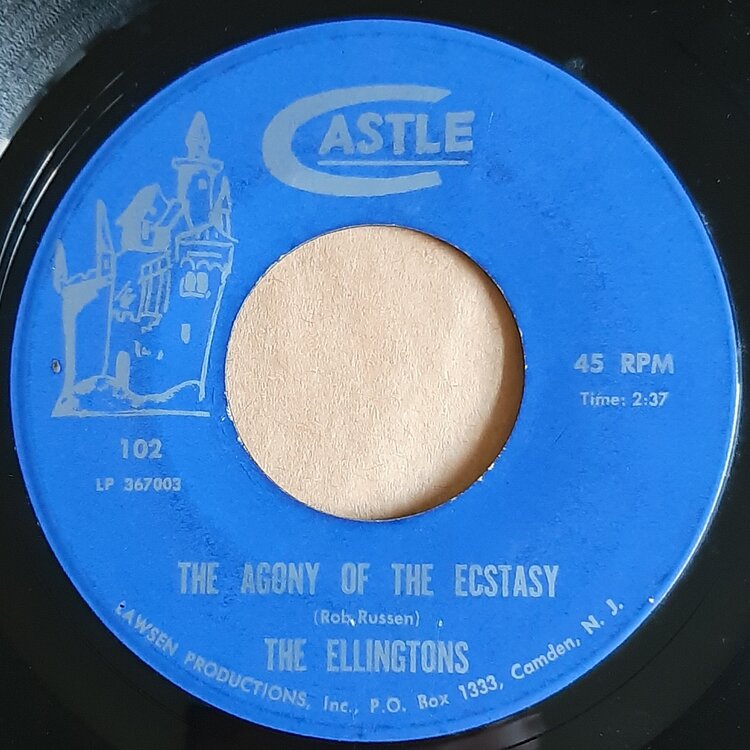 CASTLE
45 RPM
Time: 2:37
102
LP 367003
THE AGONY OF THE ECSTASY
(Rob Russen)
THE ELLINGTONS
LAWSEN PRODUCTIONS, Inc., P.O. Box 1333, Camden, N. J.